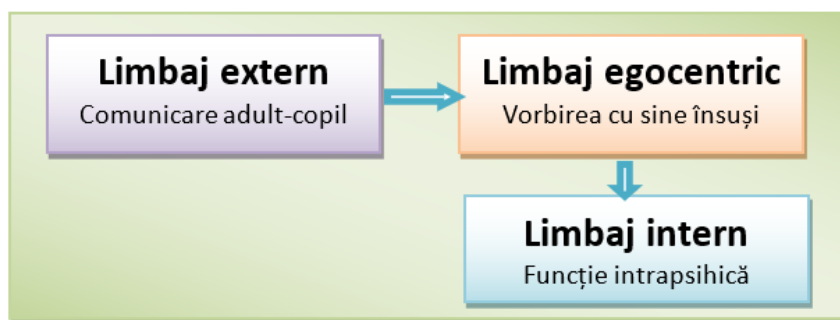 Limbaj extern
Comunicare adult-copil
Limbaj egocentric
Vorbirea cu sine însuși
Limbaj intern
Funcție intrapsihică